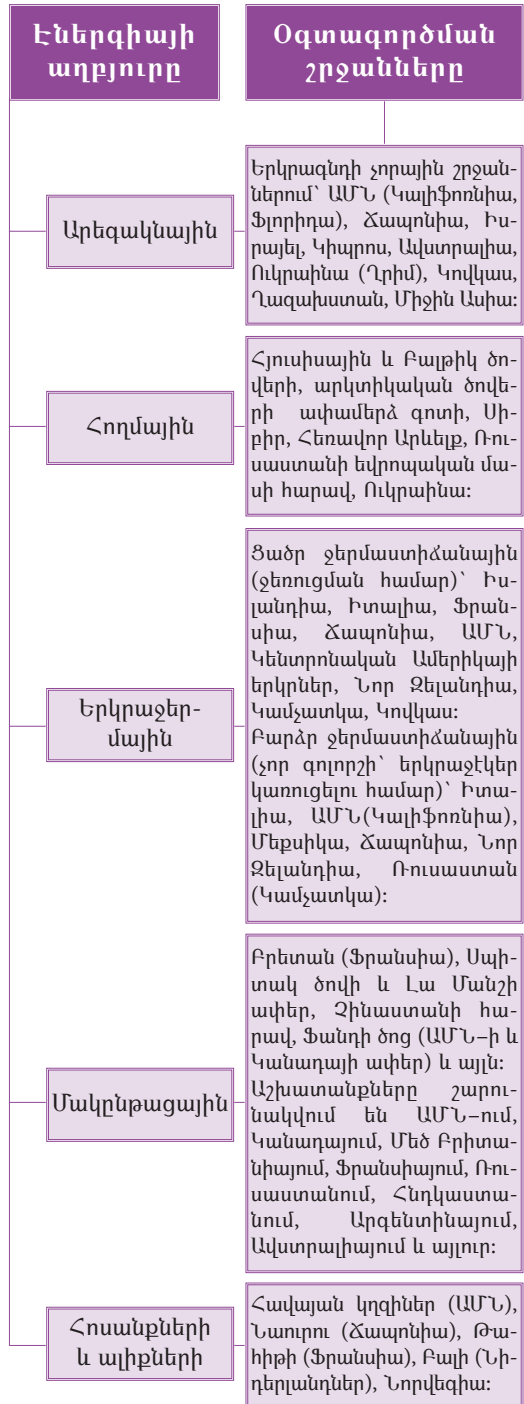 Էներգիայի
աղբյուրը
Օգտագործման
շրջանները
Արեգակնային
Երկրագնդի չորային շրջան-
ներում՝ ԱՄՆ (Կալիֆոռնիա,
Ֆլորիդա), Ճապոնիա, Իս-
րայել, Կիպրոս, Ավստրալիա,
Ուկրաինա (Ղրիմ), Կովկաս,
Ղազախստան, Միջին Ասիա:
Հողմային
Հյուսիսային և Բալթիկ ծո-
վերի, արկտիկական ծովե-
րի ափամերձ գոտի, Սի-
բիր, Հեռավոր Արևելք, Ռու-
սաստանի եվրոպական մա-
սի հարավ, Ուկրաինա:
Երկրաջեր-
մային
Ցածր ջերմաստիճանային
(ջեռուցման համար)՝ Իս-
լանդիա, Իտալիա, Ֆրան-
սիա, Ճապոնիա, ԱՄՆ,
Կենտրոնական Ամերիկայի
երկրներ, Նոր Զելանդիա,
Կամչատկա, Կովկաս:
Բարձր ջերմաստիճանային
(չոր գոլորշի՝ երկրաջէկեր
կառուցելու համար)՝ Իտա-
լիա, ԱՄՆ(Կալիֆոռնիա),
Մեքսիկա, Ճապոնիա, Նոր
Զելանդիա, Ռուսաստան
(Կամչատկա):
Մակընթացային
Բրետան (Ֆրանսիա), Սպի-
տակ ծովի և Լա Մանշի
ափեր, Չինաստանի հա-
րավ, Ֆանդի ծոց (ԱՄՆ–ի և
Կանադայի ափեր) և այլն:
Աշխատանքները շարու-
նակվում են ԱՄՆ–ում,
Կանադայում, Մեծ Բրիտա-
նիայում, Ֆրանսիայում, Ռու-
սաստանում, Հնդկաստա-
նում, Արգենտինայում,
Ավստրալիայում և այլուր:
Հոսանքների
և ալիքների
Հավայան կղզիներ (ԱՄՆ),
Նաուրու (Ճապոնիա), Թա-
հիթի (Ֆրանսիա), Բալի (Նի-
դերլանդներ), Նորվեգիա: